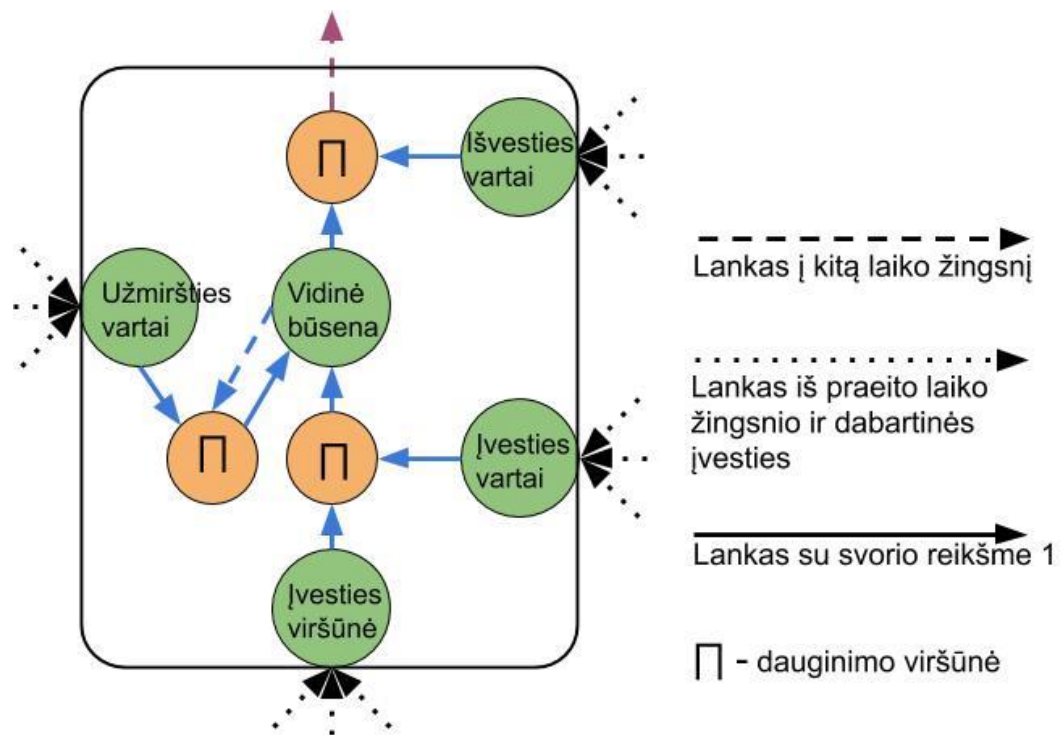 ∏
Išvesties
vartai
Užmiršties
vartai
Vidinė
būsena
∏
∏
Įvesties
vartai
Įvesties
viršūnė
Lankas į kitą laiko žingsnį
Lankas iš praeito laiko
žingsnio ir dabartinės
įvesties
Lankas su svorio reikšme 1
∏ - dauginimo viršūnė